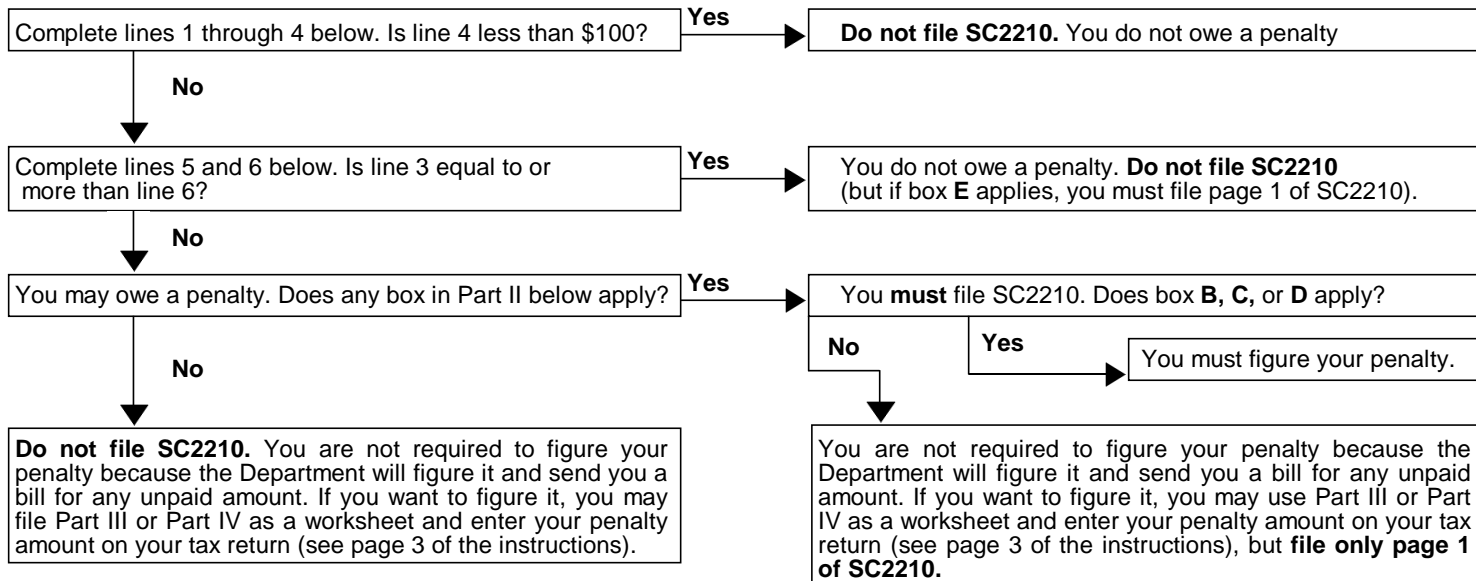 Complete lines 1 through 4 below. Is line 4 less than $100?
Yes
Do not file SC2210. You do not owe a penalty
No
Complete lines 5 and 6 below. Is line 3 equal to or
more than line 6?
Yes
You do not owe a penalty. Do not file SC2210
(but if box E applies, you must file page 1 of SC2210).
No
You may owe a penalty. Does any box in Part II below apply?
Yes
You must file SC2210. Does box B, C, or D apply?
No
Yes
You must figure your penalty.
No
Do not file SC2210. You are not required to figure your
penalty because the Department will figure it and send you a
bill for any unpaid amount. If you want to figure it, you may
file Part III or Part IV as a worksheet and enter your penalty
amount on your tax return (see page 3 of the instructions).
You are not required to figure your penalty because the
Department will figure it and send you a bill for any unpaid
amount. If you want to figure it, you may use Part III or Part
IV as a worksheet and enter your penalty amount on your tax
return (see page 3 of the instructions), but file only page 1
of SC2210.